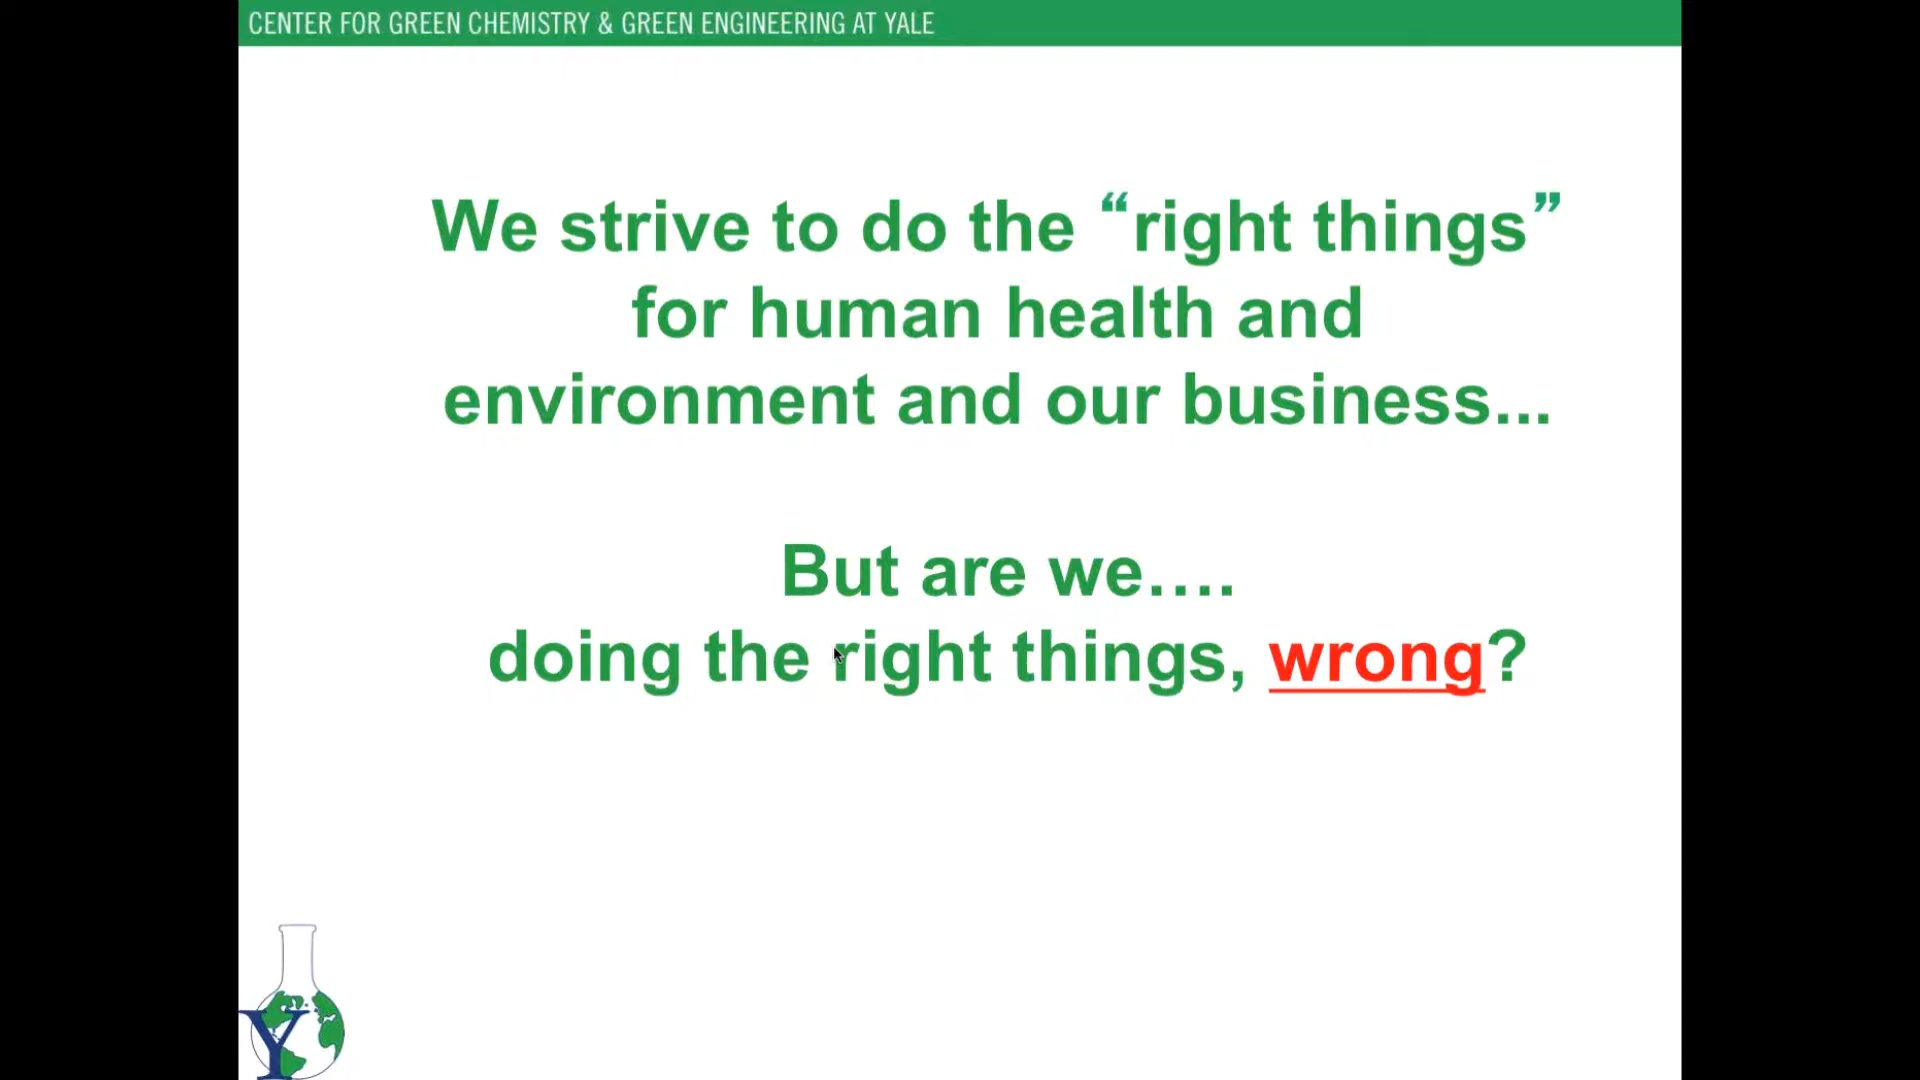 CENTER FOR GREEN CHEMISTRY & GREEN ENGINEERING AT YALE
We strive to do the “right things”
for human health and
environment and our business...
But are we….
doing the right things, wrong?
Y